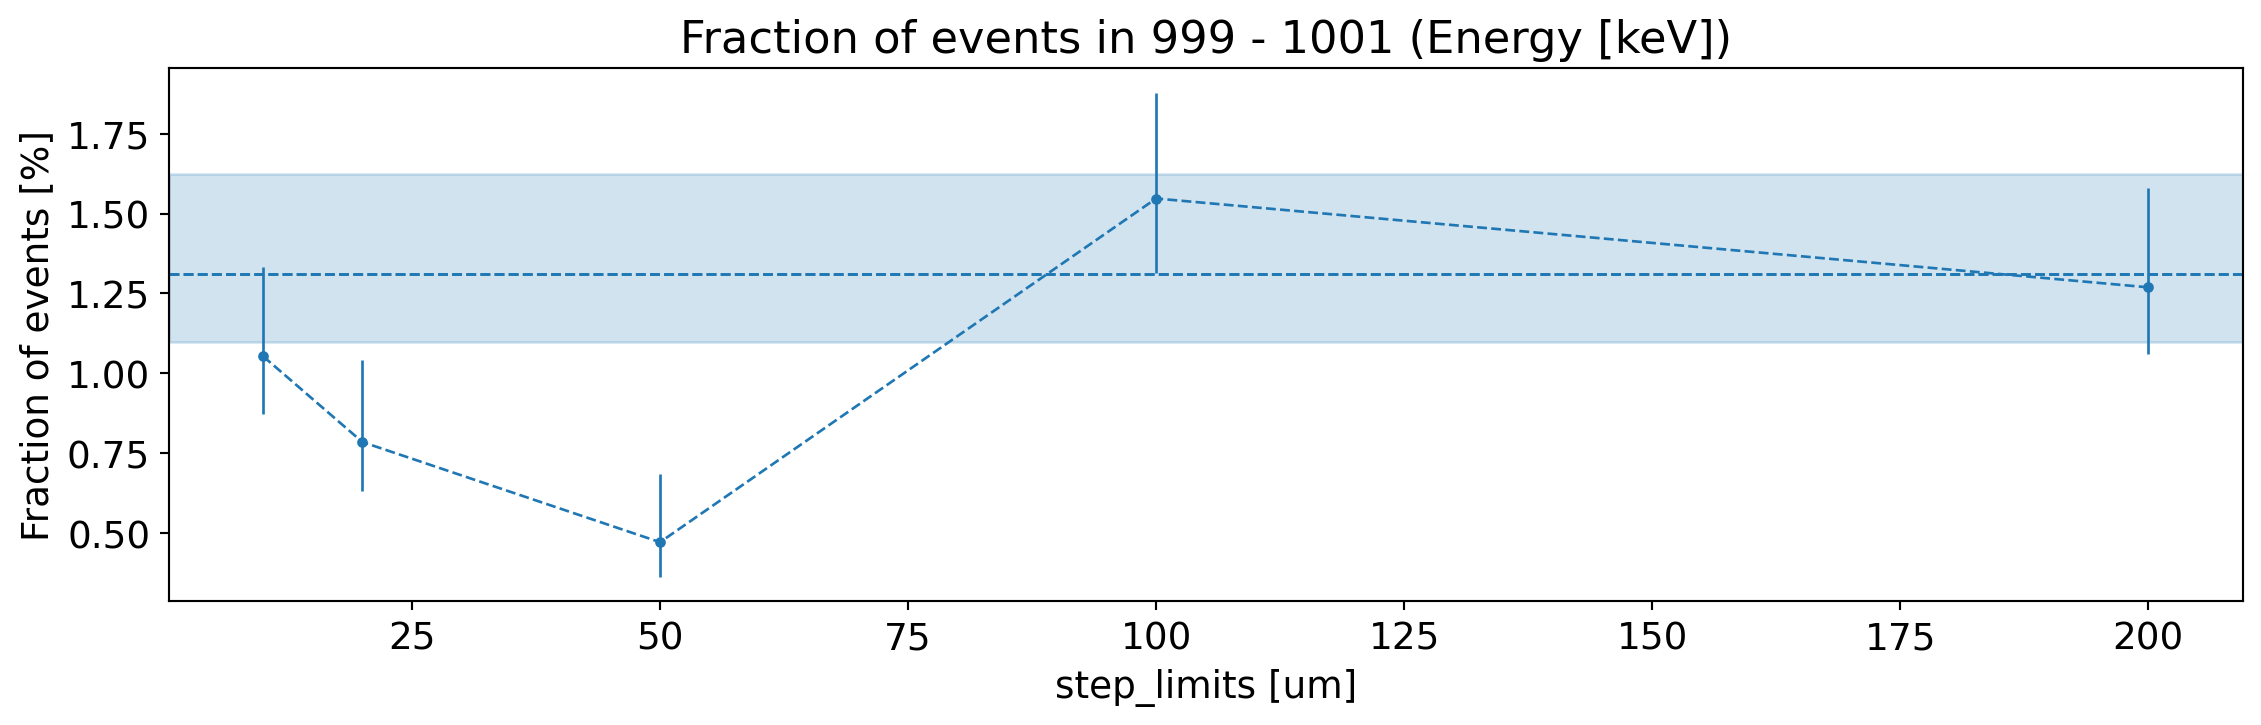 Fraction of events in 999 - 1001 (Energy [keV])
Fraction of events [%]
1.75
1.50
1.25
1.00
0.75
0.50
25 50 75 100 125 150 175 200
step_limits [um]